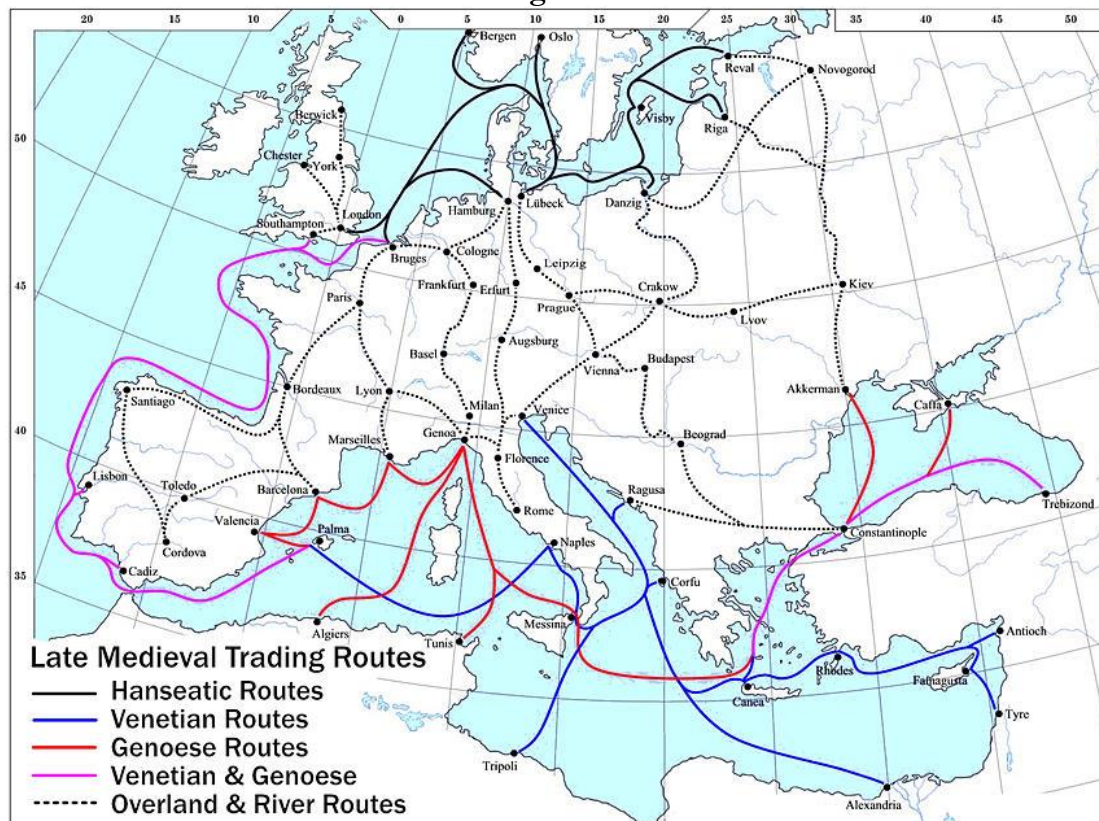 20
15
10
5
0
5
10
15
20
25
30
35
40
45
50
50
45
40
35
Bergen
Oslo
Reval
Novogorod
Berwick
Visby
Riga
Chester
York
London
Southampton
Hamburg
Lübeck
Danzig
Bruges
Cologne
Leipzig
Frankfurt
Erfurt
Crakow
Kiev
Paris
Prague
Lvov
Augsburg
Basel
Vienna
Budapest
Bordeaux
Lyon
Akkerman
Caffa
Santiago
Milan
Venice
Genoa
Marseilles
Beograd
Florence
Lisbon
Toledo
Barcelona
Ragusa
Trebizond
Rome
Valencia
Palma
Constantinople
Cordova
Naples
Cadiz
Corfu
Messina
Algiers
Tunis
Antioch
Rhodes
Famagusta
Canea
Tyre
Tripoli
Alexandria
Late Medieval Trading Routes
Hanseatic Routes
Venetian Routes
Genoese Routes
Venetian & Genoese
Overland & River Routes